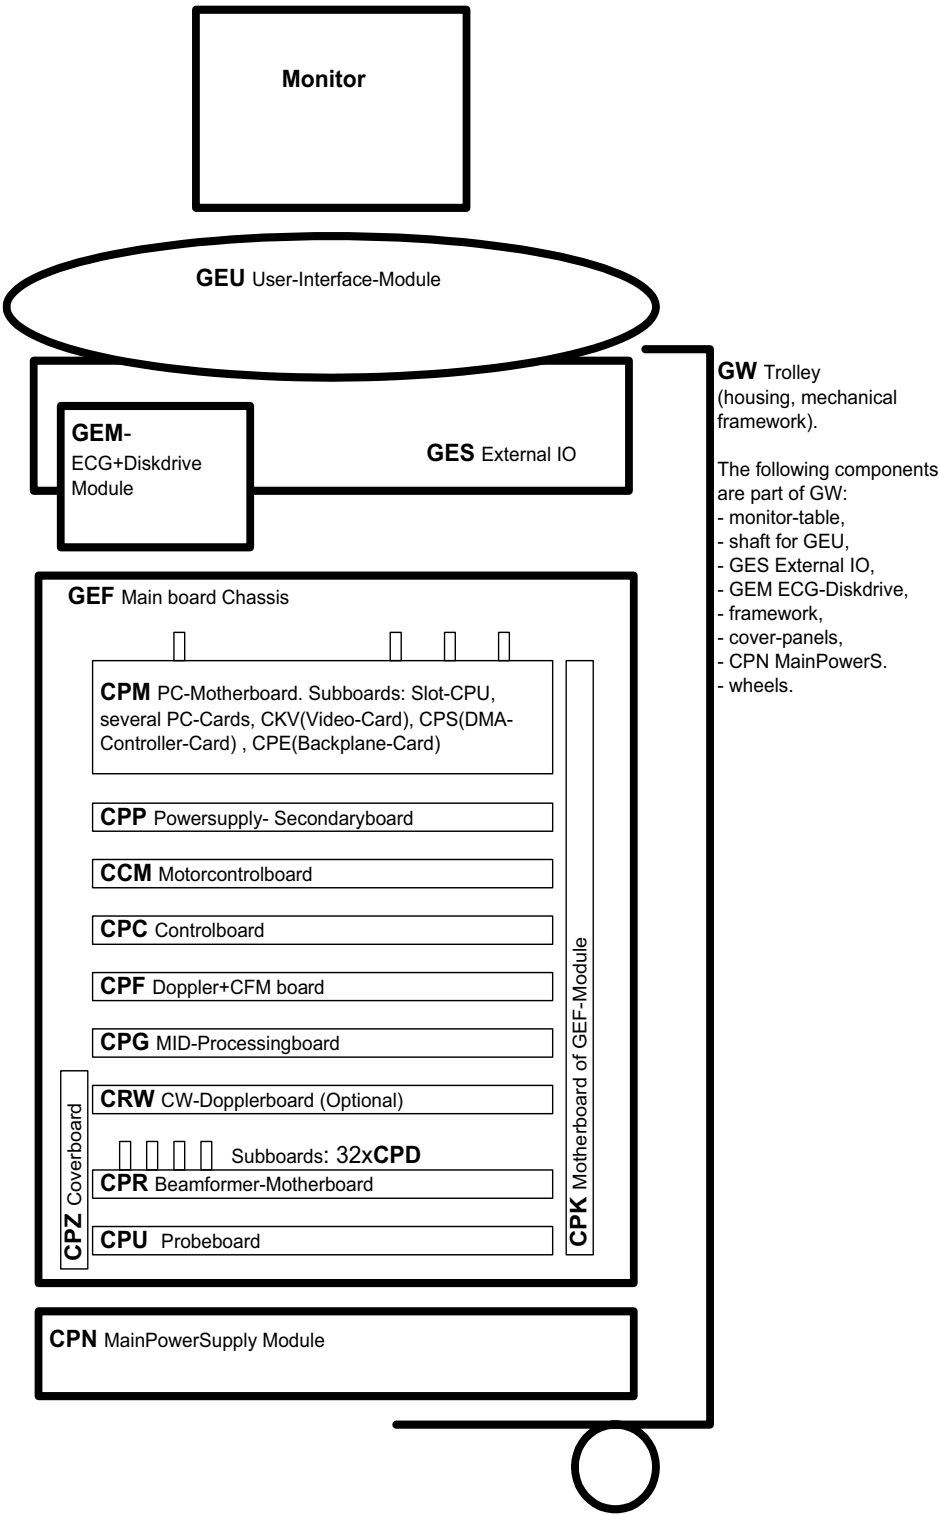 Monitor
GEU User-Interface-Module
GEM-
ECG+Diskdrive
Module
GES External IO
GW Trolley
(housing, mechanical
framework).
The following components
are part of GW:
- monitor-table,
- shaft for GEU,
- GES External IO,
- GEM ECG-Diskdrive,
- framework,
- cover-panels,
- CPN MainPowerS.
- wheels.
GEF Main board Chassis
CPM PC-Motherboard. Subboards: Slot-CPU,
several PC-Cards, CKV(Video-Card), CPS(DMA-
Controller-Card) , CPE(Backplane-Card)
CPP Powersupply- Secondaryboard
CCM Motorcontrolboard
CPC Controlboard
CPF Doppler+CFM board
CPG MID-Processingboard
CRW CW-Dopplerboard (Optional)
Subboards: 32xCPD
CPR Beamformer-Motherboard
CPU Probeboard
CPZ Coverboard
CPK Motherboard of GEF-Module
CPN MainPowerSupply Module